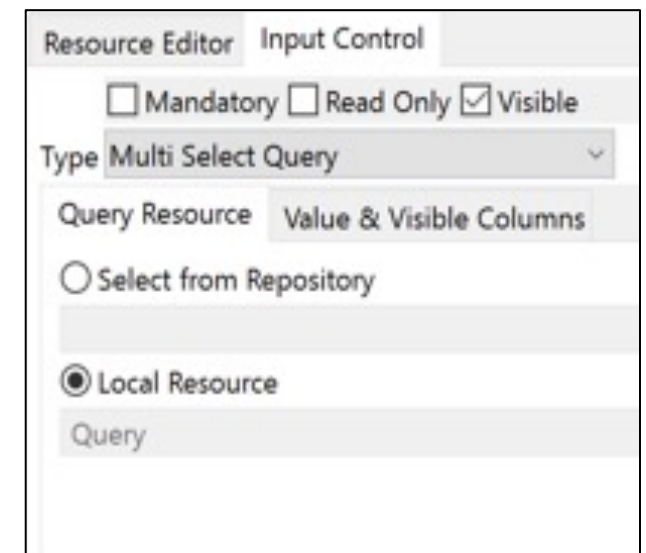 Resource Editor Input Control
Mandatory Read Only Visible
Type Multi Select Query
Query Resource Value & Visible Columns
Select from Repository
Local Resource
Query